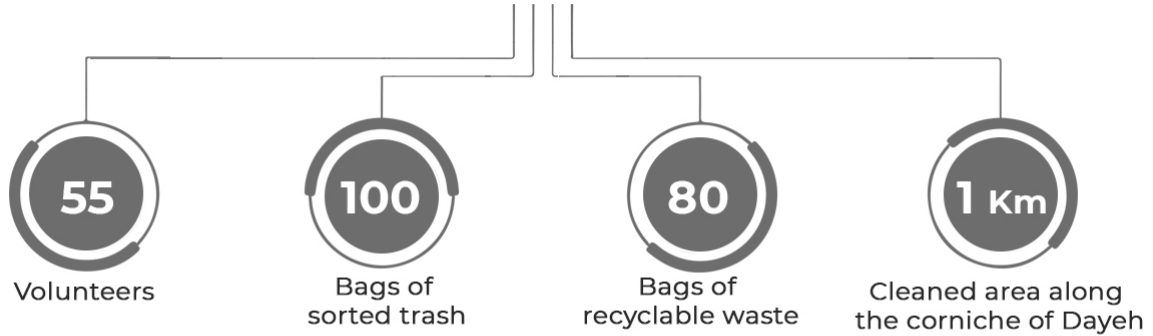 55
Volunteers
100
Bags of
sorted trash
80
Bags of
recyclable waste
1 Km
Cleaned area along
the corniche of Dayeh